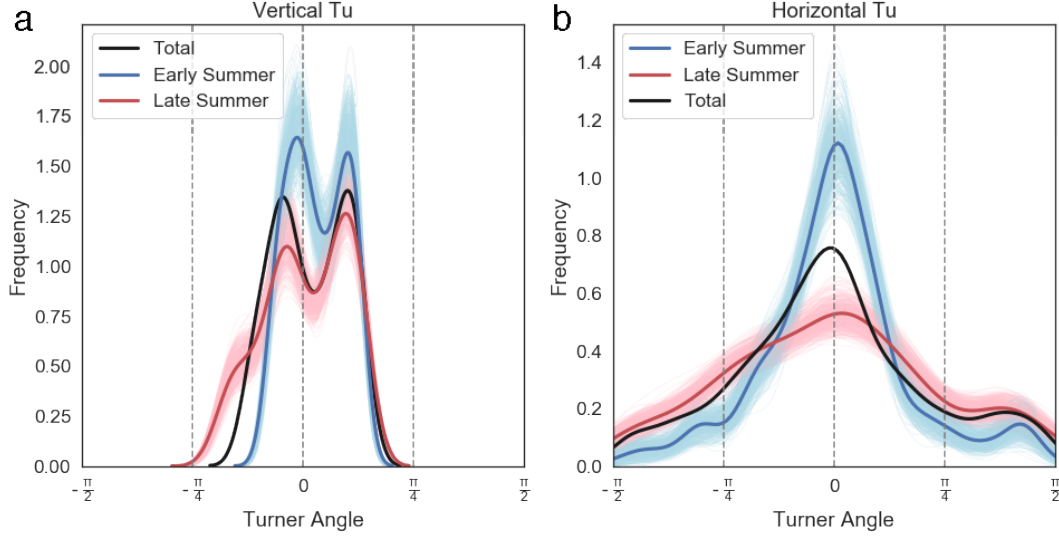 a
Vertical Tu
Total
Early Summer
Late Summer
2.00
1.75
1.50
1.25
1.00
0.75
0.50
0.25
0.00
Frequency
- π/2
- π/4
0
π/4
π/2
Turner Angle
b
Horizontal Tu
Early Summer
Late Summer
Total
1.4
1.2
1.0
0.8
0.6
0.4
0.2
0.0
Frequency
- π/2
- π/4
0
π/4
π/2
Turner Angle